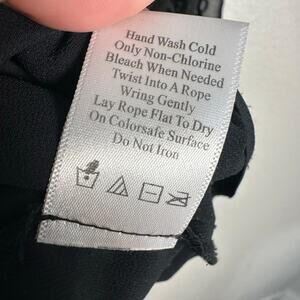 Hand Wash Cold
Only Non-Chlorine
Bleach When Needed
Twist Into A Rope
Wring Gently
Lay Rope Flat To Dry
On Colorsafe Surface
Do Not Iron